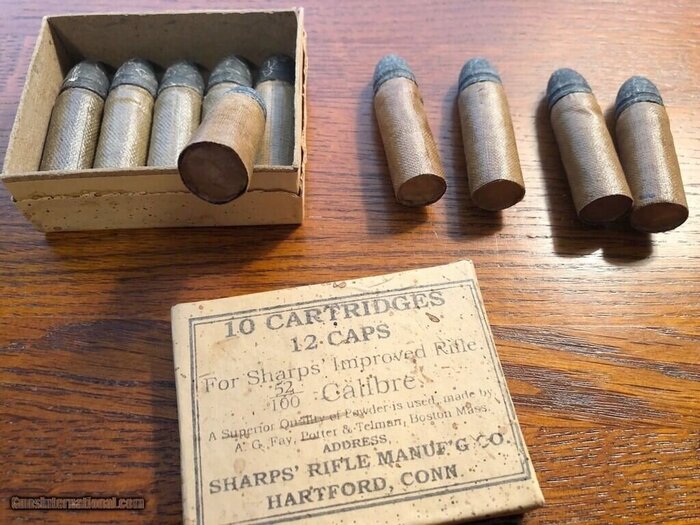 10 CARTRIDGES
12 CAPS
For Sharps' Improved Rifle
52/100 Calibre
A Superior Quality of Powder is used, made by
A. G. Fay, Potter & Telman, Boston Mass.
ADDRESS,
SHARPS' RIFLE MANUF'G CO.
HARTFORD, CONN
GunsInternational.com